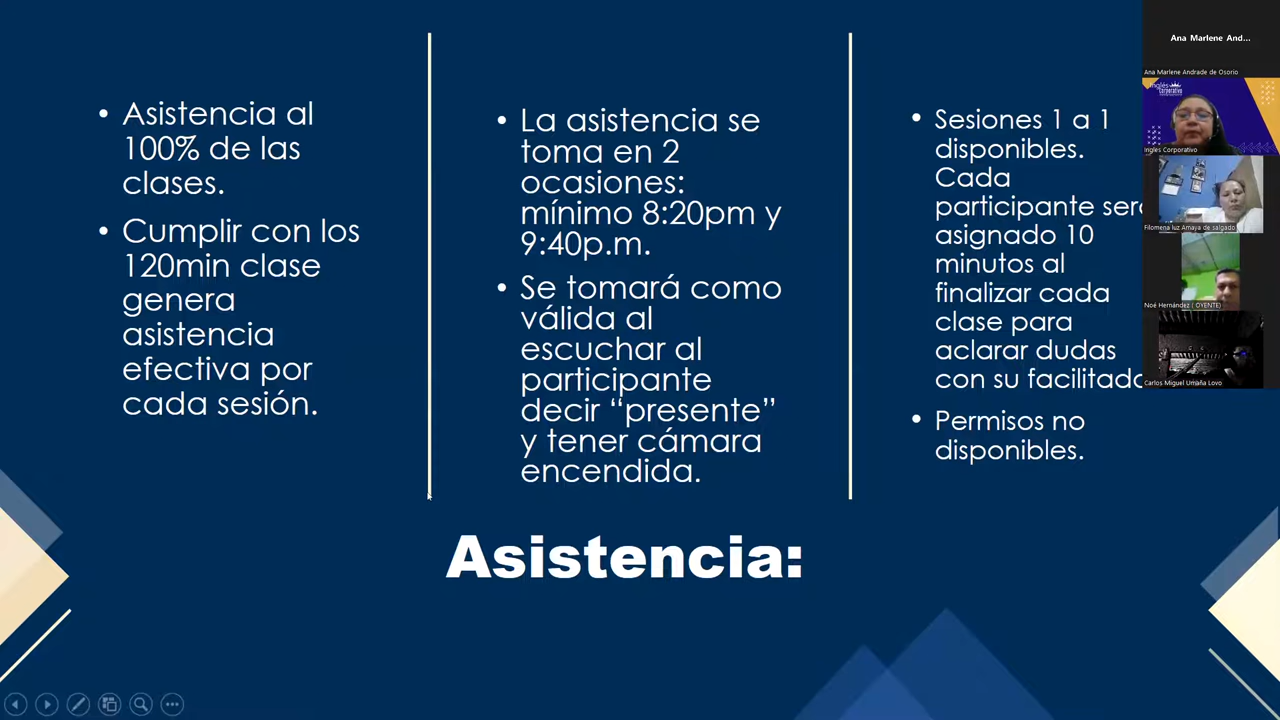 • Asistencia al
100% de las
clases.
• Cumplir con los
120min clase
genera
asistencia
efectiva por
cada sesión.
• La asistencia se
toma en 2
ocasiones:
mínimo 8:20pm y
9:40p.m.
• Se tomará como
válida al
escuchar al
participante
decir “presente”
y tener cámara
encendida.
• Sesiones 1 a 1
disponibles.
Cada
participante será
asignado 10
minutos al
finalizar cada
clase para
aclarar dudas
con su facilitado
• Permisos no
disponibles.
Asistencia:
Ana Marlene And...
Ana Marlene Andrade de Osorio
Inglés
Corporativo
Inglés Corporativo
Filomena luz Amaya de salgado
Noé Hernández ( OYENTE)
Carlos Miguel Umaña Lovo